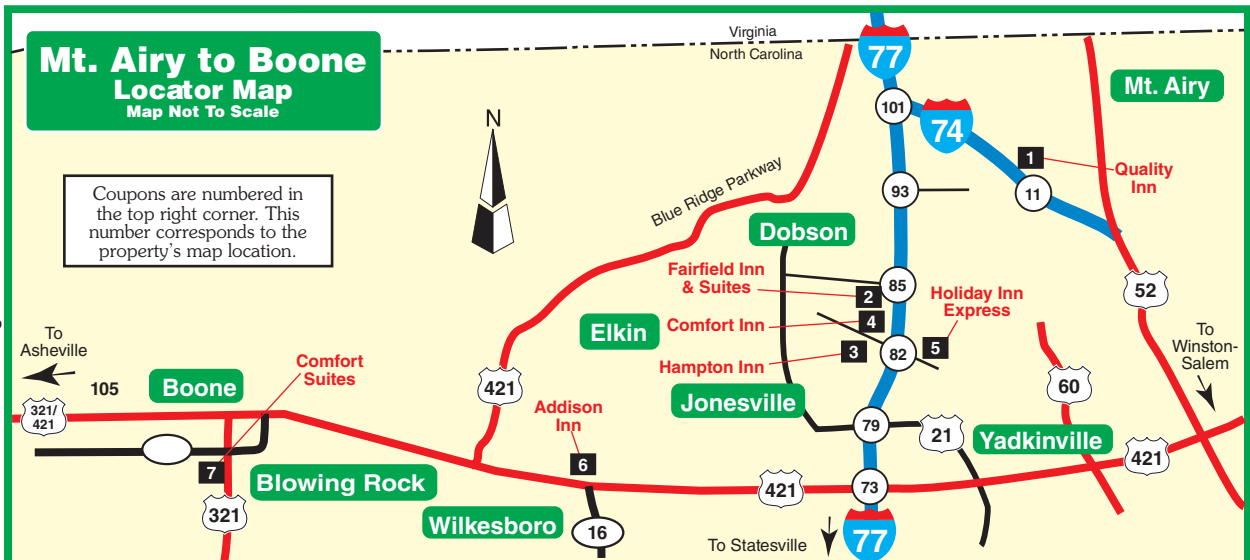 Mt. Airy to Boone
Locator Map
Map Not To Scale
Virginia
North Carolina
77
Mt. Airy
N
101
74
Coupons are numbered in
the top right corner. This
number corresponds to the
property's map location.
Blue Ridge Parkway
93
1
Quality
Inn
11
Dobson
Fairfield Inn
& Suites
2
85
Holiday Inn
Express
52
Elkin
Comfort Inn
4
Hampton Inn
3
82
5
To
Asheville
105
Boone
Comfort
Suites
421
60
To
Winston-
Salem
321/
421
Addison
Inn
Jonesville
79
21
Yadkinville
7
Blowing Rock
6
421
73
421
321
Wilkesboro
16
To Statesville
77